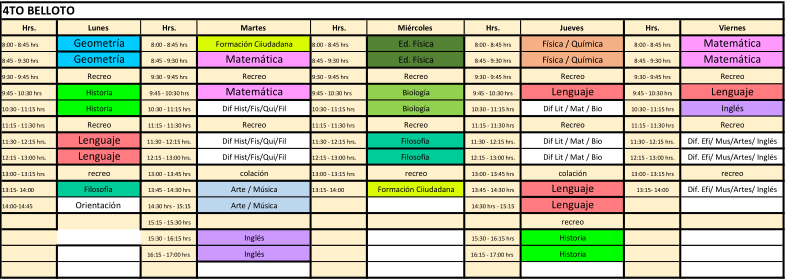 4TO BELLOTO
Hrs. Lunes Hrs. Martes Hrs. Miércoles Hrs. Jueves Hrs. Viernes
8:00 - 8:45 hrs Geometría 8:00 - 8:45 hrs Formación Ciiudadana 8:00 - 8:45 hrs Ed. Física 8:00 - 8:45 hrs Física / Química 8:00 - 8:45 hrs Matemática
8:45 - 9:30 hrs Geometría 8:45 - 9:30 hrs Matemática 8:45 - 9:30 hrs Ed. Física 8:45 - 9:30 hrs Física / Química 8:45 - 9:30 hrs Matemática
9:30 - 9:45 hrs Recreo 9:30 - 9:45 hrs Recreo 9:30 - 9:45 hrs Recreo 9:30 - 9:45 hrs Recreo 9:30 - 9:45 hrs Recreo
9:45 - 10:30 hrs Historia 9:45 - 10:30 hrs Matemática 9:45 - 10:30 hrs Biología 9:45 - 10:30 hrs Lenguaje 9:45 - 10:30 hrs Lenguaje
10:30 - 11:15 hrs Historia 10:30 - 11:15 hrs Dif Hist/Fis/Qui/Fil 10:30 - 11:15 hrs Biología 10:30 - 11:15 hrs Dif Lit / Mat / Bio 10:30 - 11:15 hrs Inglés
11:15 - 11:30 hrs Recreo 11:15 - 11:30 hrs Recreo 11:15 - 11:30 hrs Recreo 11:15 - 11:30 hrs Recreo 11:15 - 11:30 hrs Recreo
11:30 - 12:15 hrs Lenguaje 11:30 - 12:15 hrs. Dif Hist/Fis/Qui/Fil 11:30 - 12:15 hrs. Filosofía 11:30 - 12:15 hrs. Dif Lit / Mat / Bio 11:30 - 12:15 hrs. Dif. Efi/ Mus/Artes/ Inglés
12:15 - 13:00 hrs Lenguaje 12:15 - 13:00 hrs. Dif Hist/Fis/Qui/Fil 12:15 - 13:00 hrs. Filosofía 12:15 - 13:00 hrs. Dif Lit / Mat / Bio 12:15 - 13:00 hrs. Dif. Efi/ Mus/Artes/ Inglés
13:00 - 13:15 hrs recreo 13:00 - 13:45 hrs. colación 13:00 - 13:15 hrs recreo 13:00 - 13:45 hrs. colación 13:00 - 13:15 hrs recreo
13:15- 14:00 Filosofía 13:45 - 14:30 hrs Arte / Música 13:15- 14:00 Formación Ciiudadana 13:45 - 14:30 hrs Lenguaje 13:15- 14:00 Dif. Efi/ Mus/Artes/ Inglés
14:00-14:45 Orientación 14:30 hrs - 15:15 Arte / Música 14:30 hrs - 15:15 Lenguaje
15:15 - 15:30 hrs recreo
15:30 - 16:15 hrs Inglés 15:30 - 16:15 hrs Historia
16:15 - 17:00 hrs Inglés 16:15 - 17:00 hrs Historia